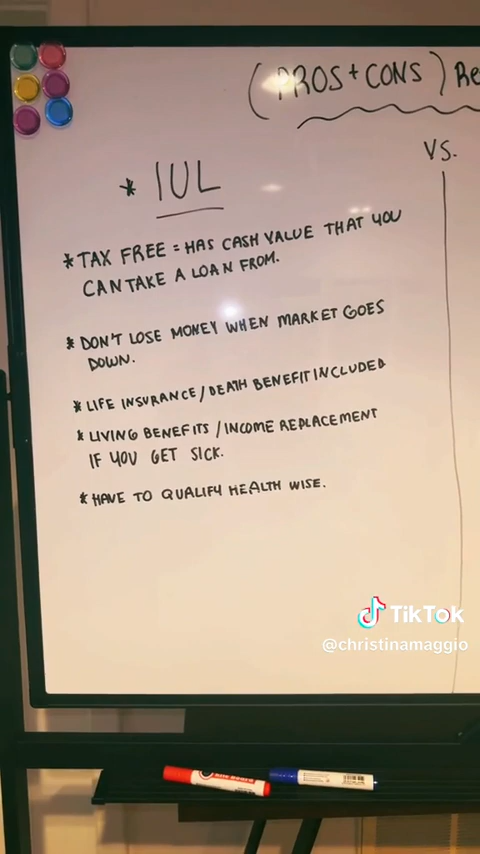 (PROS + CONS) Re
VS.
* IUL
* TAX FREE = HAS CASH VALUE THAT YOU
CAN TAKE A LOAN FROM.
* DON'T LOSE MONEY WHEN MARKET GOES
DOWN.
* LIFE INSURANCE / DEATH BENEFIT INCLUDED
* LIVING BENEFITS / INCOME REPLACEMENT
IF YOU GET SICK.
* HAVE TO QUALIFY HEALTH WISE.
TikTok
@christinamaggio